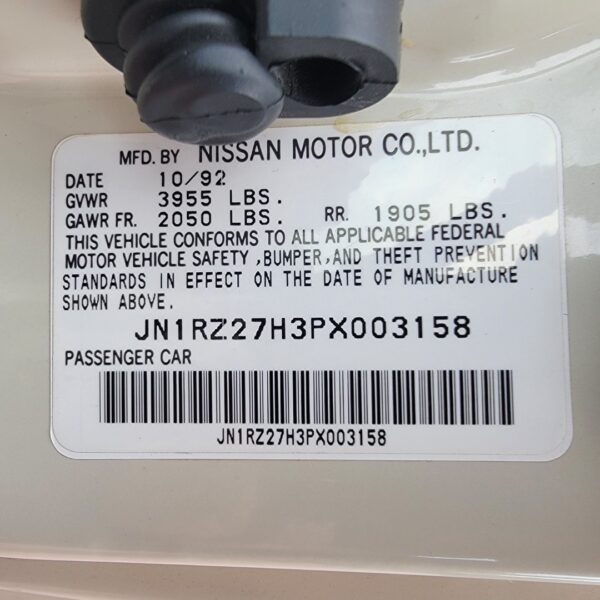 MFD. BY NISSAN MOTOR CO.,LTD.
DATE 10/92
GVWR 3955 LBS.
GAWR FR. 2050 LBS. RR. 1905 LBS.
THIS VEHICLE CONFORMS TO ALL APPLICABLE FEDERAL
MOTOR VEHICLE SAFETY ,BUMPER,AND THEFT PREVENTION
STANDARDS IN EFFECT ON THE DATE OF MANUFACTURE
SHOWN ABOVE.
JN1RZ27H3PX003158
PASSENGER CAR
JN1RZ27H3PX003158